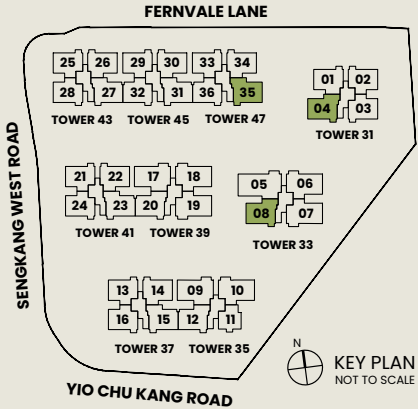 FERNVALE LANE
SENGKANG WEST ROAD
25 26 29 30 33 34
28 27 32 31 36 35
TOWER 43 TOWER 45 TOWER 47
01 02
04 03
TOWER 31
21 22 17 18
24 23 20 19
TOWER 41 TOWER 39
05 06
08 07
TOWER 33
13 14 09 10
16 15 12 11
TOWER 37 TOWER 35
N
KEY PLAN
NOT TO SCALE
YIO CHU KANG ROAD